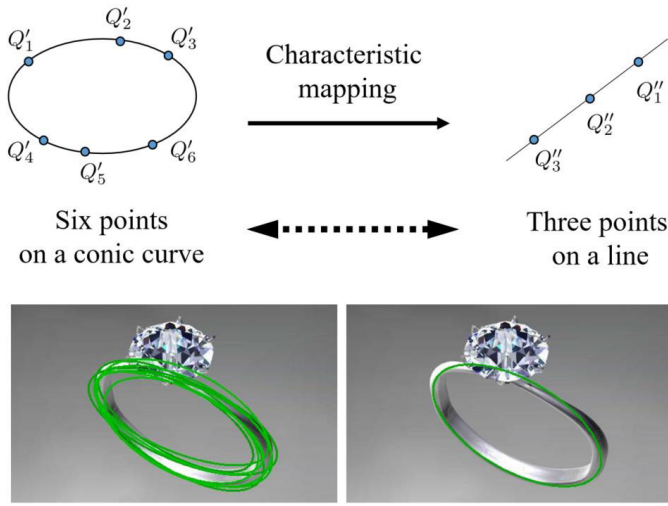 Q′₁
Q′₂
Q′₃
Q′₄
Q′₅
Q′₆
Characteristic
mapping
Q″₁
Q″₂
Q″₃
Six points
on a conic curve
Three points
on a line